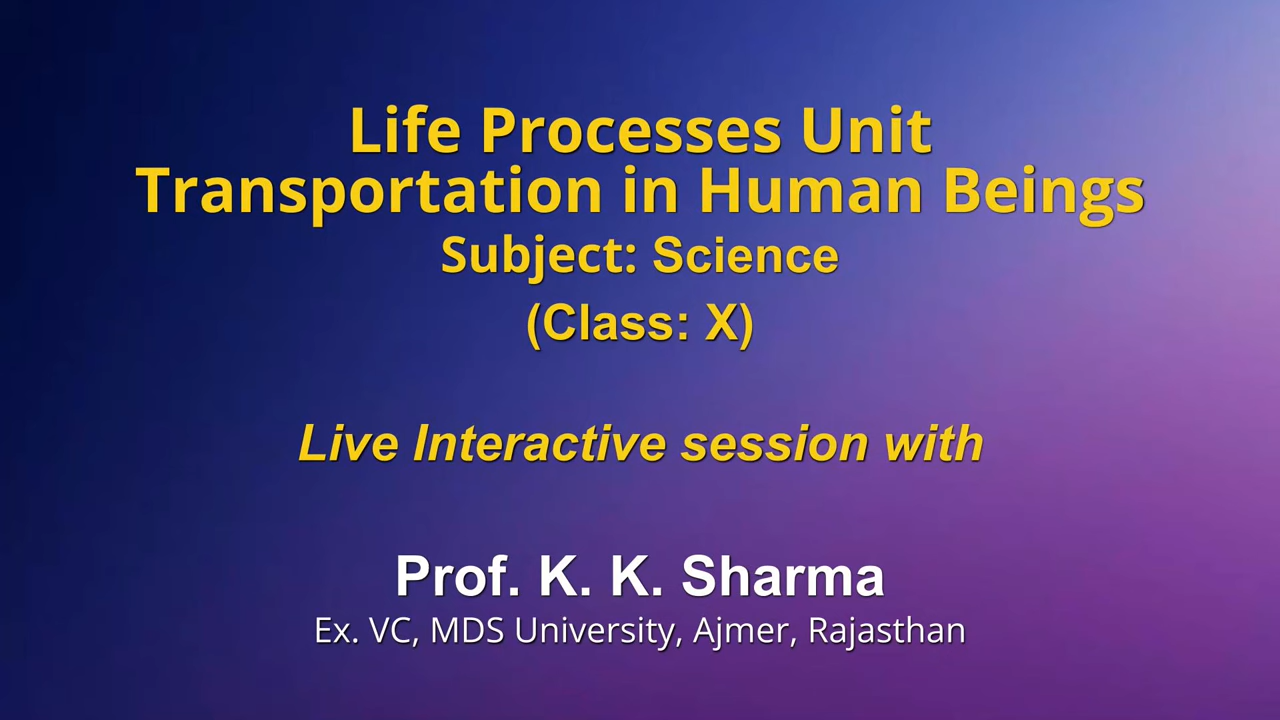 Life Processes Unit
Transportation in Human Beings
Subject: Science
(Class: X)
Live Interactive session with
Prof. K. K. Sharma
Ex. VC, MDS University, Ajmer, Rajasthan